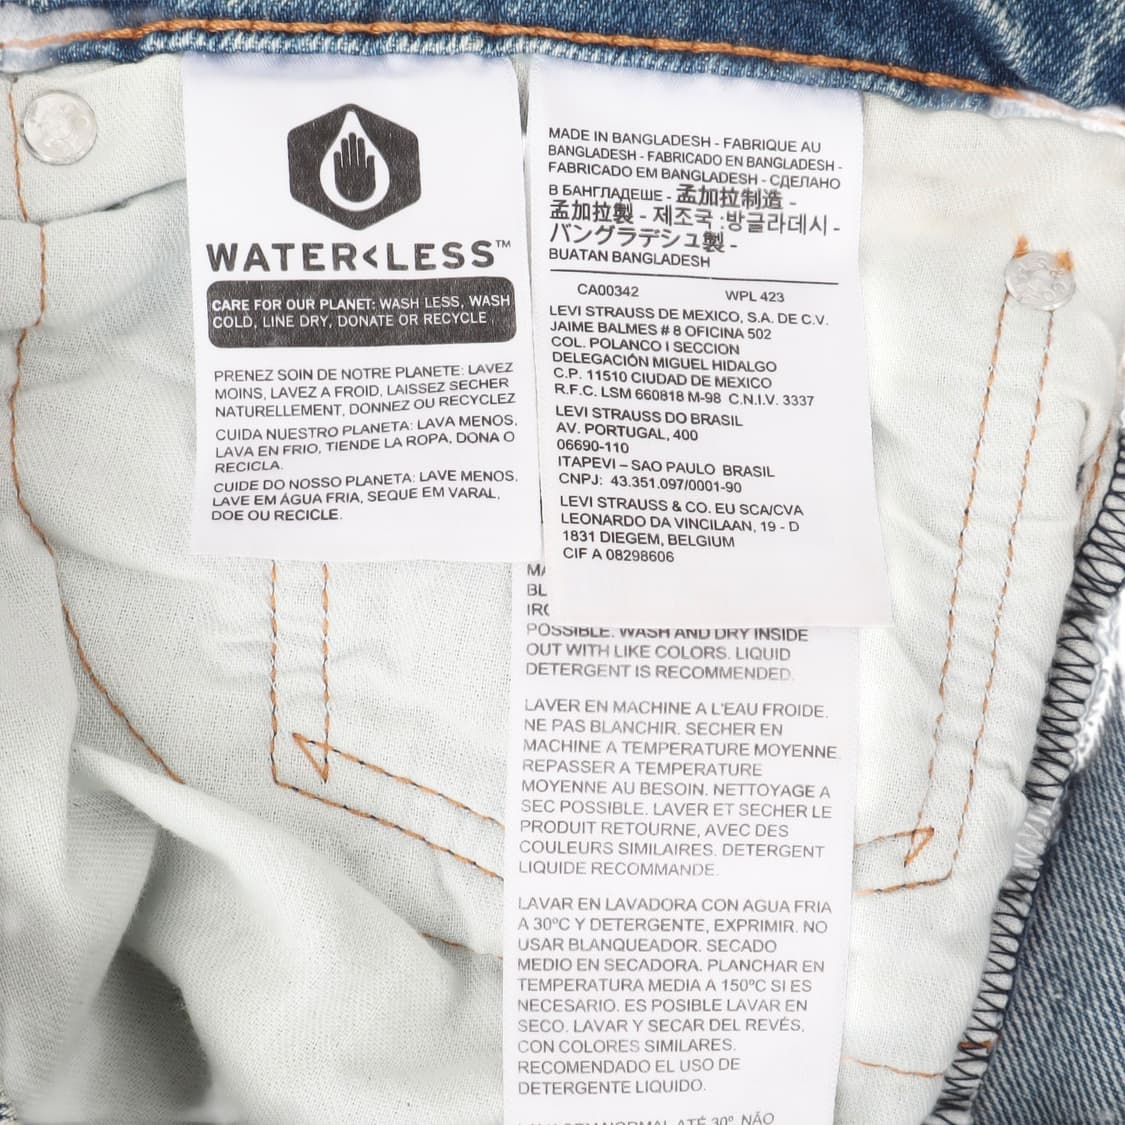 WATER<LESS™
CARE FOR OUR PLANET: WASH LESS, WASH
COLD, LINE DRY, DONATE OR RECYCLE
PRENEZ SOIN DE NOTRE PLANETE: LAVEZ
MOINS, LAVEZ A FROID, LAISSEZ SECHER
NATURELLEMENT, DONNEZ OU RECYCLEZ
CUIDA NUESTRO PLANETA: LAVA MENOS,
LAVA EN FRIO, TIENDE LA ROPA, DONA O
RECICLA.
CUIDE DO NOSSO PLANETA: LAVE MENOS,
LAVE EM ÁGUA FRIA, SEQUE EM VARAL,
DOE OU RECICLE.
MADE IN BANGLADESH - FABRIQUE AU
BANGLADESH - FABRICADO EN BANGLADESH -
FABRICADO EM BANGLADESH - СДЕЛАНО
В БАНГЛАДЕШЕ - 孟加拉制造 -
孟加拉製 - 제조국 :방글라데시 -
バングラデシュ製 -
BUATAN BANGLADESH
CA00342 WPL 423
LEVI STRAUSS DE MEXICO, S.A. DE C.V.
JAIME BALMES # 8 OFICINA 502
COL. POLANCO I SECCION
DELEGACIÓN MIGUEL HIDALGO
C.P. 11510 CIUDAD DE MEXICO
R.F.C. LSM 660818 M-98 C.N.I.V. 3337
LEVI STRAUSS DO BRASIL
AV. PORTUGAL, 400
06690-110
ITAPEVI – SAO PAULO BRASIL
CNPJ: 43.351.097/0001-90
LEVI STRAUSS & CO. EU SCA/CVA
LEONARDO DA VINCILAAN, 19 - D
1831 DIEGEM, BELGIUM
CIF A 08298606
POSSIBLE. WASH AND DRY INSIDE
OUT WITH LIKE COLORS. LIQUID
DETERGENT IS RECOMMENDED.
LAVER EN MACHINE A L'EAU FROIDE.
NE PAS BLANCHIR. SECHER EN
MACHINE A TEMPERATURE MOYENNE
REPASSER A TEMPERATURE
MOYENNE AU BESOIN. NETTOYAGE A
SEC POSSIBLE. LAVER ET SECHER LE
PRODUIT RETOURNE, AVEC DES
COULEURS SIMILAIRES. DETERGENT
LIQUIDE RECOMMANDE.
LAVAR EN LAVADORA CON AGUA FRIA
A 30ºC Y DETERGENTE, EXPRIMIR. NO
USAR BLANQUEADOR. SECADO
MEDIO EN SECADORA. PLANCHAR EN
TEMPERATURA MEDIA A 150ºC SI ES
NECESARIO. ES POSIBLE LAVAR EN
SECO. LAVAR Y SECAR DEL REVÉS,
CON COLORES SIMILARES.
RECOMENDADO EL USO DE
DETERGENTE LIQUIDO.
NORMAL ATÉ 30º. NÃO